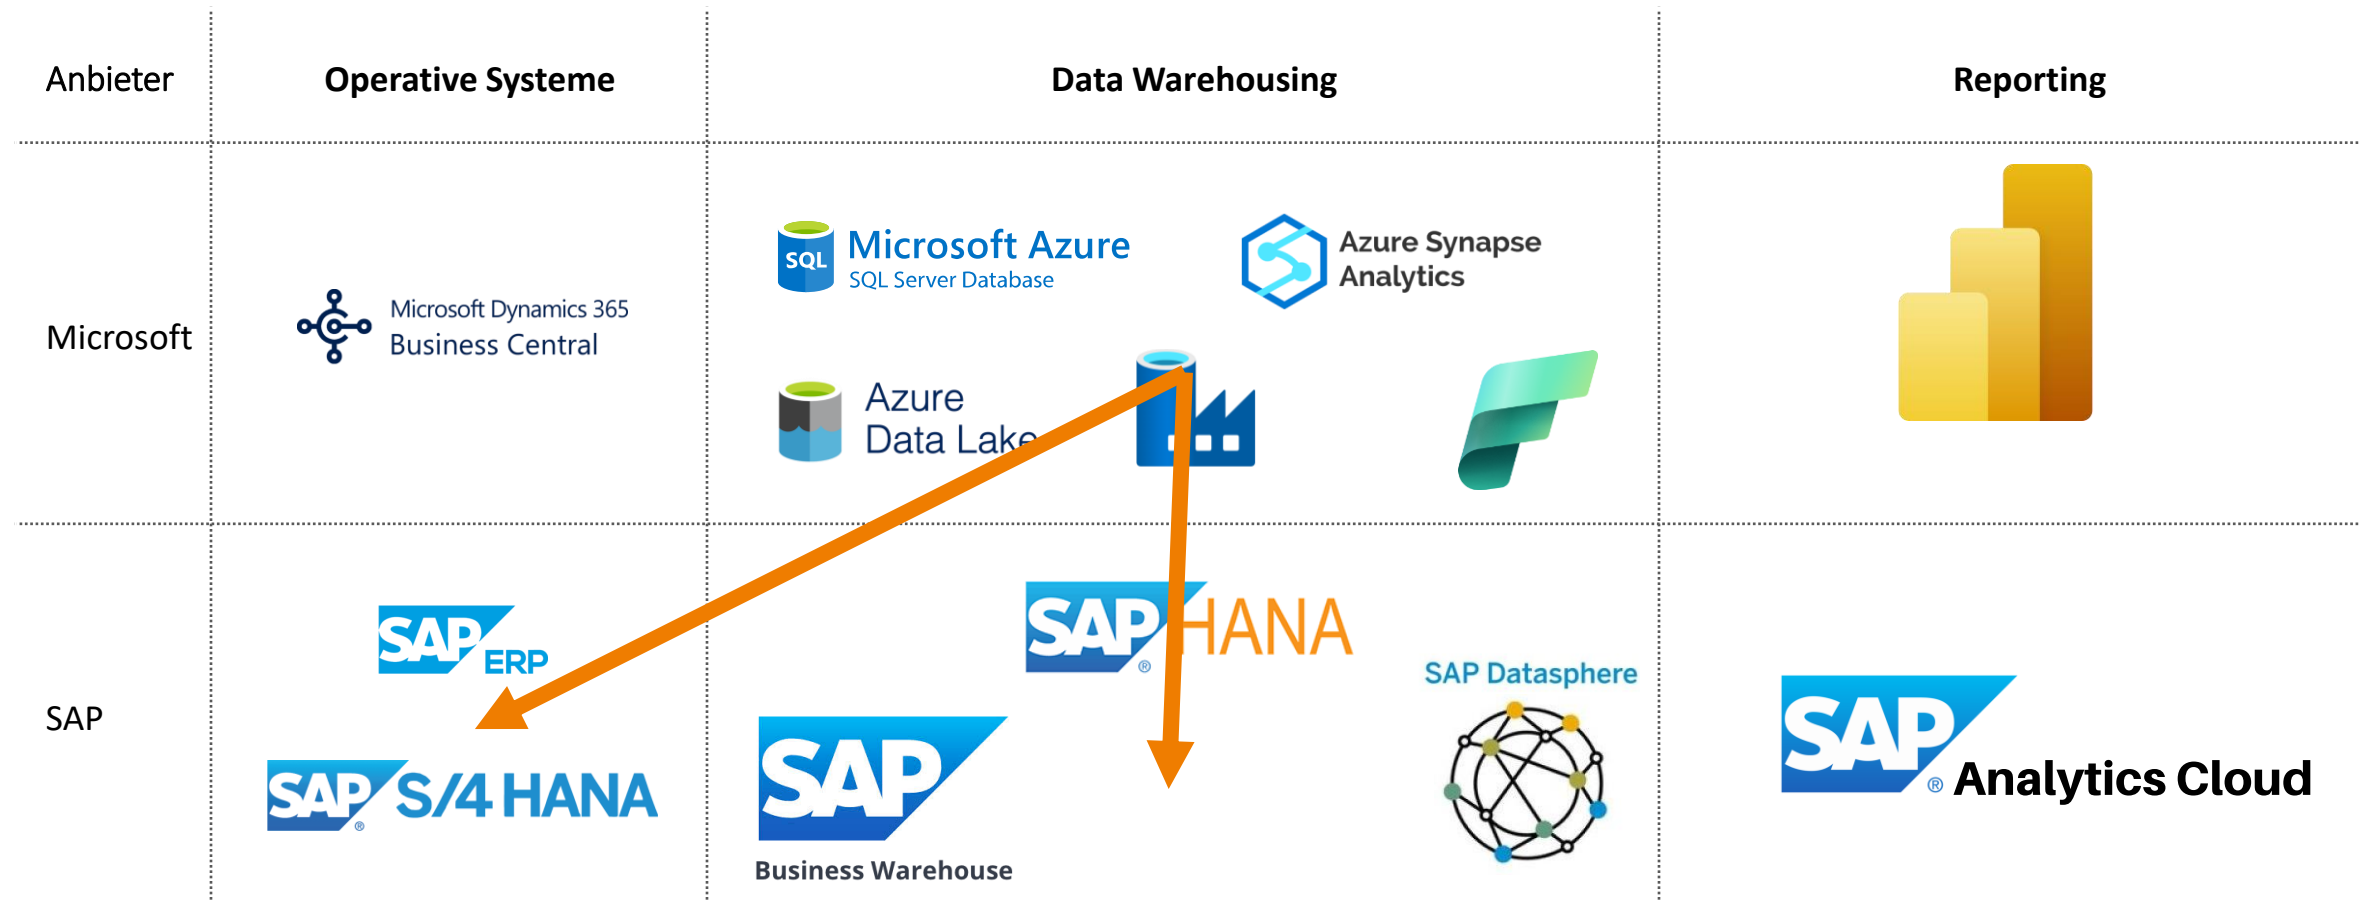 Anbieter
Operative Systeme
Data Warehousing
Reporting
Microsoft
Microsoft Dynamics 365
Business Central
SQL
Microsoft Azure
SQL Server Database
Azure Synapse
Analytics
Azure
Data Lake
SAP
SAP
ERP
SAP®
S/4 HANA
SAP®
HANA
SAP
Business Warehouse
SAP Datasphere
SAP®
Analytics Cloud